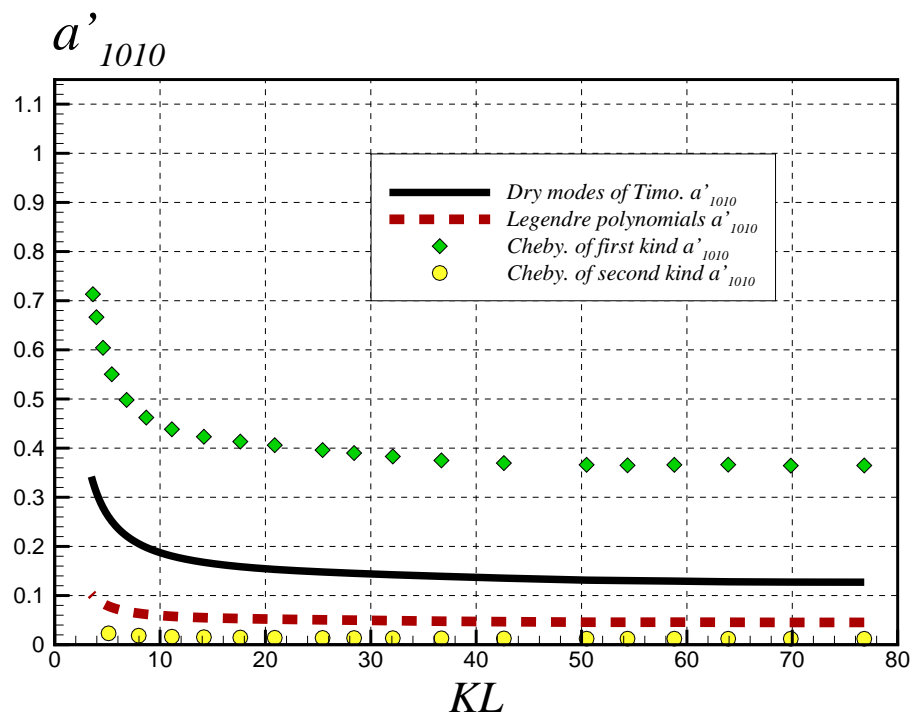 a’1010
1.1
1
0.9
0.8
0.7
0.6
0.5
0.4
0.3
0.2
0.1
0
Dry modes of Timo. a’1010
Legendre polynomials a’1010
Cheby. of first kind a’1010
Cheby. of second kind a’1010
0 10 20 30 40 50 60 70 80
KL